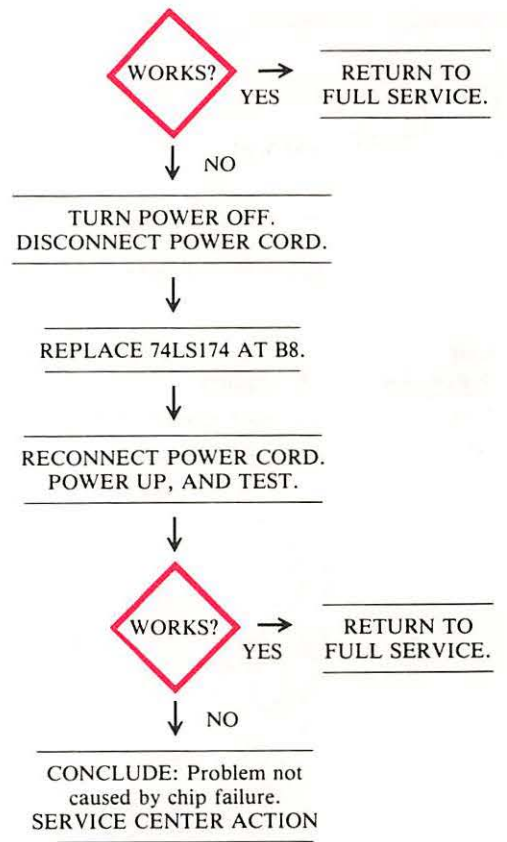 WORKS?
YES
RETURN TO
FULL SERVICE.
NO
TURN POWER OFF.
DISCONNECT POWER CORD.
REPLACE 74LS174 AT B8.
RECONNECT POWER CORD.
POWER UP, AND TEST.
WORKS?
YES
RETURN TO
FULL SERVICE.
NO
CONCLUDE: Problem not
caused by chip failure.
SERVICE CENTER ACTION